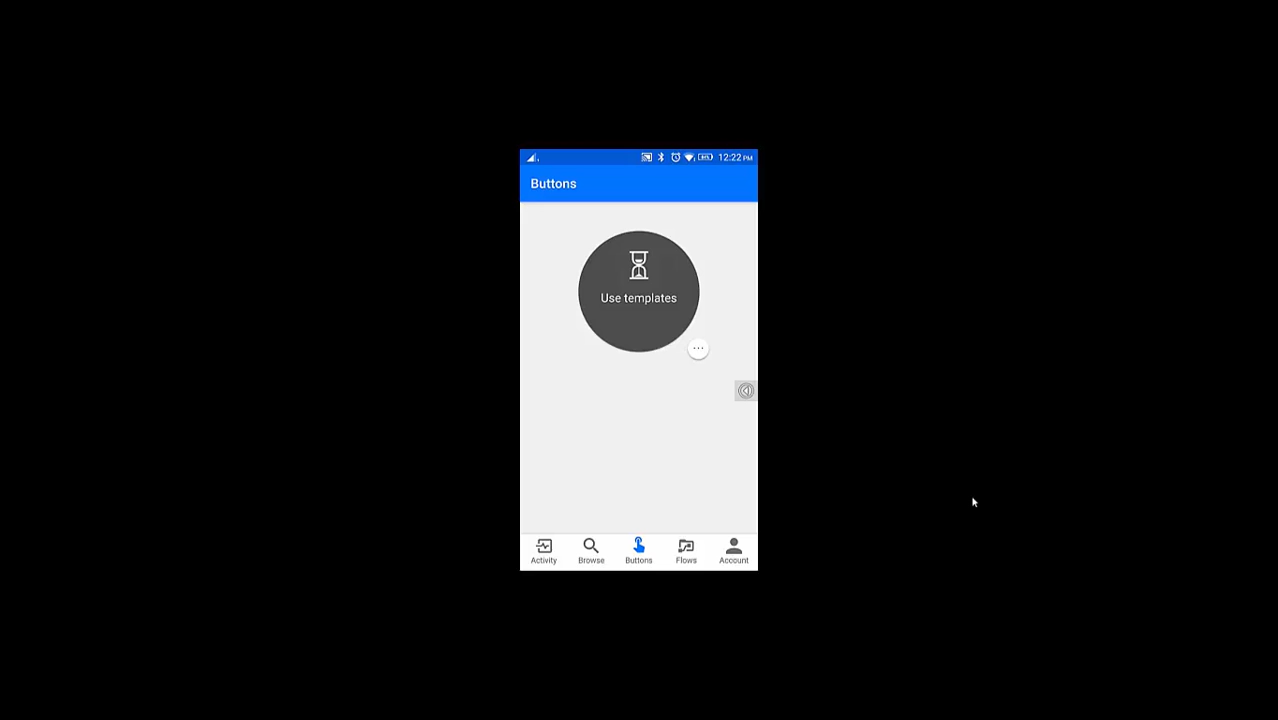 12:22 PM
Buttons
Use templates
Activity
Browse
Buttons
Flows
Account